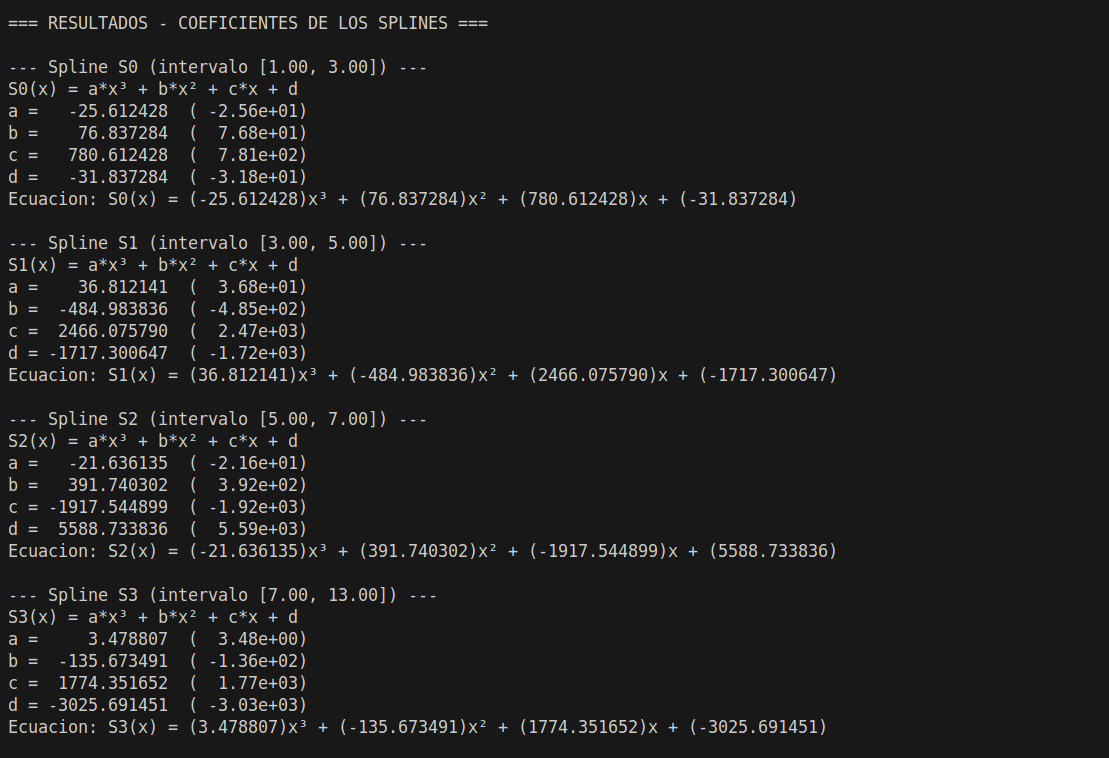 === RESULTADOS - COEFICIENTES DE LOS SPLINES ===
--- Spline S0 (intervalo [1.00, 3.00]) ---
S0(x) = a*x³ + b*x² + c*x + d
a =   -25.612428  ( -2.56e+01)
b =    76.837284  (  7.68e+01)
c =   780.612428  (  7.81e+02)
d =   -31.837284  ( -3.18e+01)
Ecuacion: S0(x) = (-25.612428)x³ + (76.837284)x² + (780.612428)x + (-31.837284)
--- Spline S1 (intervalo [3.00, 5.00]) ---
S1(x) = a*x³ + b*x² + c*x + d
a =    36.812141  (  3.68e+01)
b =  -484.983836  ( -4.85e+02)
c =  2466.075790  (  2.47e+03)
d = -1717.300647  ( -1.72e+03)
Ecuacion: S1(x) = (36.812141)x³ + (-484.983836)x² + (2466.075790)x + (-1717.300647)
--- Spline S2 (intervalo [5.00, 7.00]) ---
S2(x) = a*x³ + b*x² + c*x + d
a =   -21.636135  ( -2.16e+01)
b =   391.740302  (  3.92e+02)
c = -1917.544899  ( -1.92e+03)
d =  5588.733836  (  5.59e+03)
Ecuacion: S2(x) = (-21.636135)x³ + (391.740302)x² + (-1917.544899)x + (5588.733836)
--- Spline S3 (intervalo [7.00, 13.00]) ---
S3(x) = a*x³ + b*x² + c*x + d
a =     3.478807  (  3.48e+00)
b =  -135.673491  ( -1.36e+02)
c =  1774.351652  (  1.77e+03)
d = -3025.691451  ( -3.03e+03)
Ecuacion: S3(x) = (3.478807)x³ + (-135.673491)x² + (1774.351652)x + (-3025.691451)